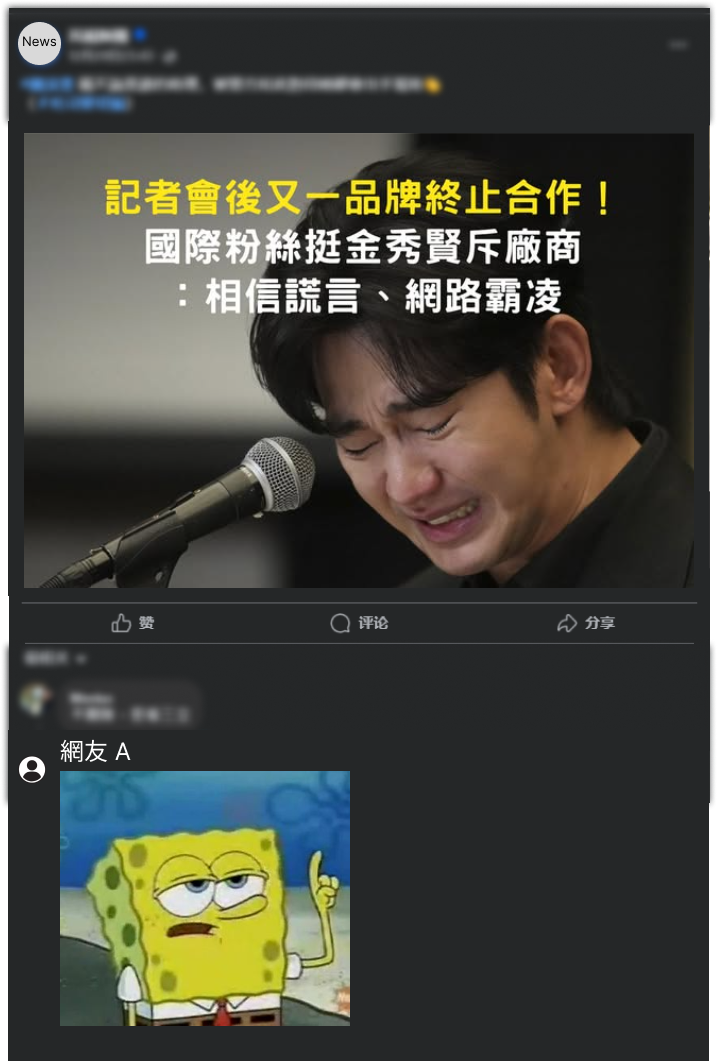 News
記者會後又一品牌終止合作！
國際粉絲挺金秀賢斥廠商
：相信謊言、網路霸凌
赞
评论
分享
網友 A